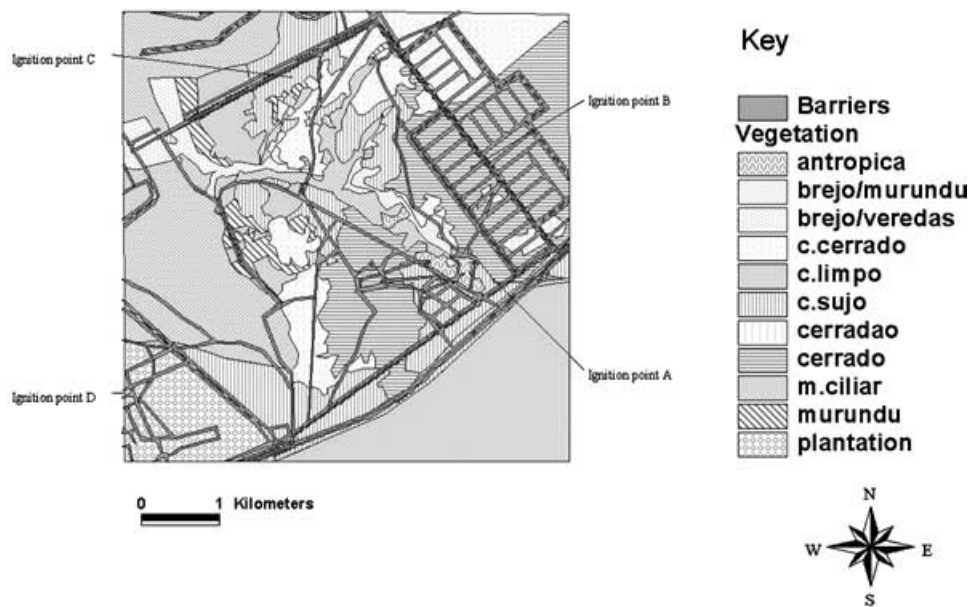 Ignition point C
Ignition point B
Ignition point A
Ignition point D
0 1 Kilometers
Key
Barriers
Vegetation
antropica
brejo/murundu
brejo/veredas
c.cerrado
c.limpo
c.sujo
cerradao
cerrado
m.ciliar
murundu
plantation
N
W E
S